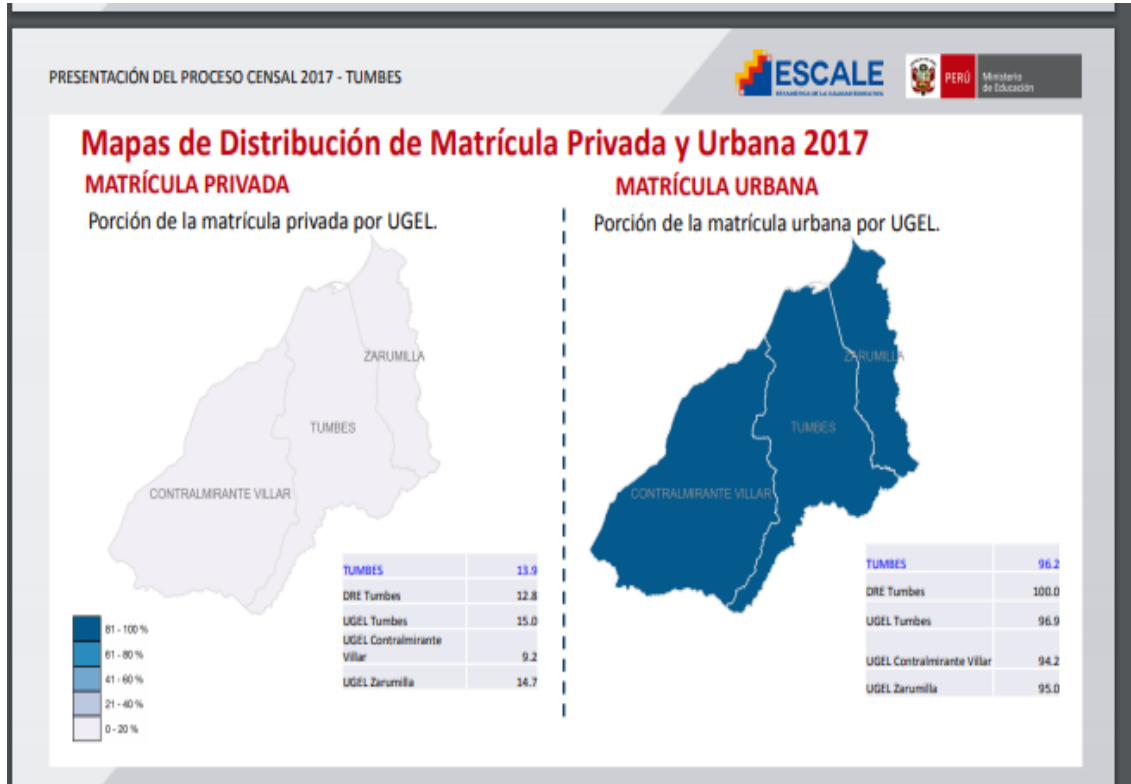 PRESENTACIÓN DEL PROCESO CENSAL 2017 - TUMBES
ESCALE
ESTADÍSTICA DE LA CALIDAD EDUCATIVA
PERÚ
Ministerio
de Educación
Mapas de Distribución de Matrícula Privada y Urbana 2017
MATRÍCULA PRIVADA
Porción de la matrícula privada por UGEL.
ZARUMILLA
TUMBES
CONTRALMIRANTE VILLAR
TUMBES 13.9
DRE Tumbes 12.8
UGEL Tumbes 15.0
UGEL Contralmirante
Villar 9.2
UGEL Zarumilla 14.7
81 - 100 %
61 - 80 %
41 - 60 %
21 - 40 %
0 - 20 %
MATRÍCULA URBANA
Porción de la matrícula urbana por UGEL.
ZARUMILLA
TUMBES
CONTRALMIRANTE VILLAR
TUMBES 96.2
DRE Tumbes 100.0
UGEL Tumbes 96.9
UGEL Contralmirante Villar 94.2
UGEL Zarumilla 95.0